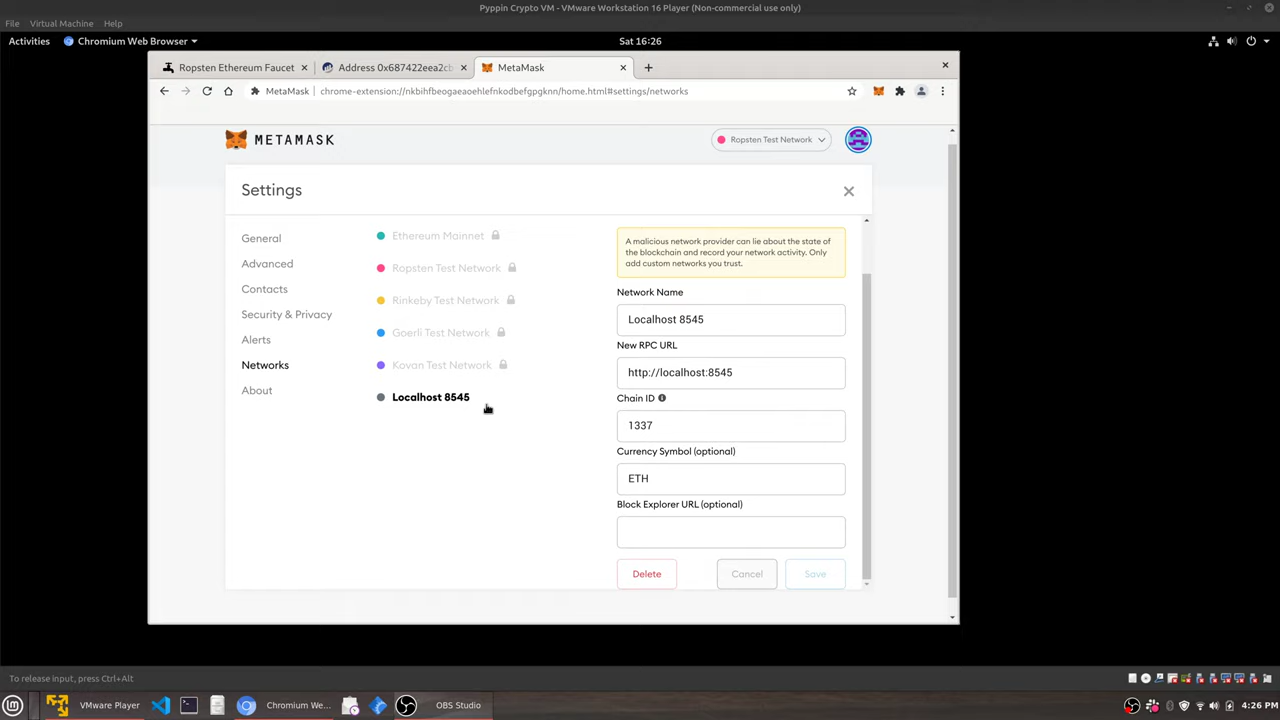 Pyppin Crypto VM - VMware Workstation 16 Player (Non-commercial use only)
File Virtual Machine Help
Activities Chromium Web Browser Sat 16:26
Ropsten Ethereum Faucet Address 0x687422eea2cb MetaMask
MetaMask chrome-extension://nkbihfbeogaeaoehlefnkodbefgpgknn/home.html#settings/networks
METAMASK Ropsten Test Network
Settings
General
Advanced
Contacts
Security & Privacy
Alerts
Networks
About
Ethereum Mainnet
Ropsten Test Network
Rinkeby Test Network
Goerli Test Network
Kovan Test Network
Localhost 8545
A malicious network provider can lie about the state of
the blockchain and record your network activity. Only
add custom networks you trust.
Network Name
Localhost 8545
New RPC URL
http://localhost:8545
Chain ID
1337
Currency Symbol (optional)
ETH
Block Explorer URL (optional)
Delete Cancel Save
To release input, press Ctrl+Alt
VMware Player Chromium We... OBS Studio 4:26 PM